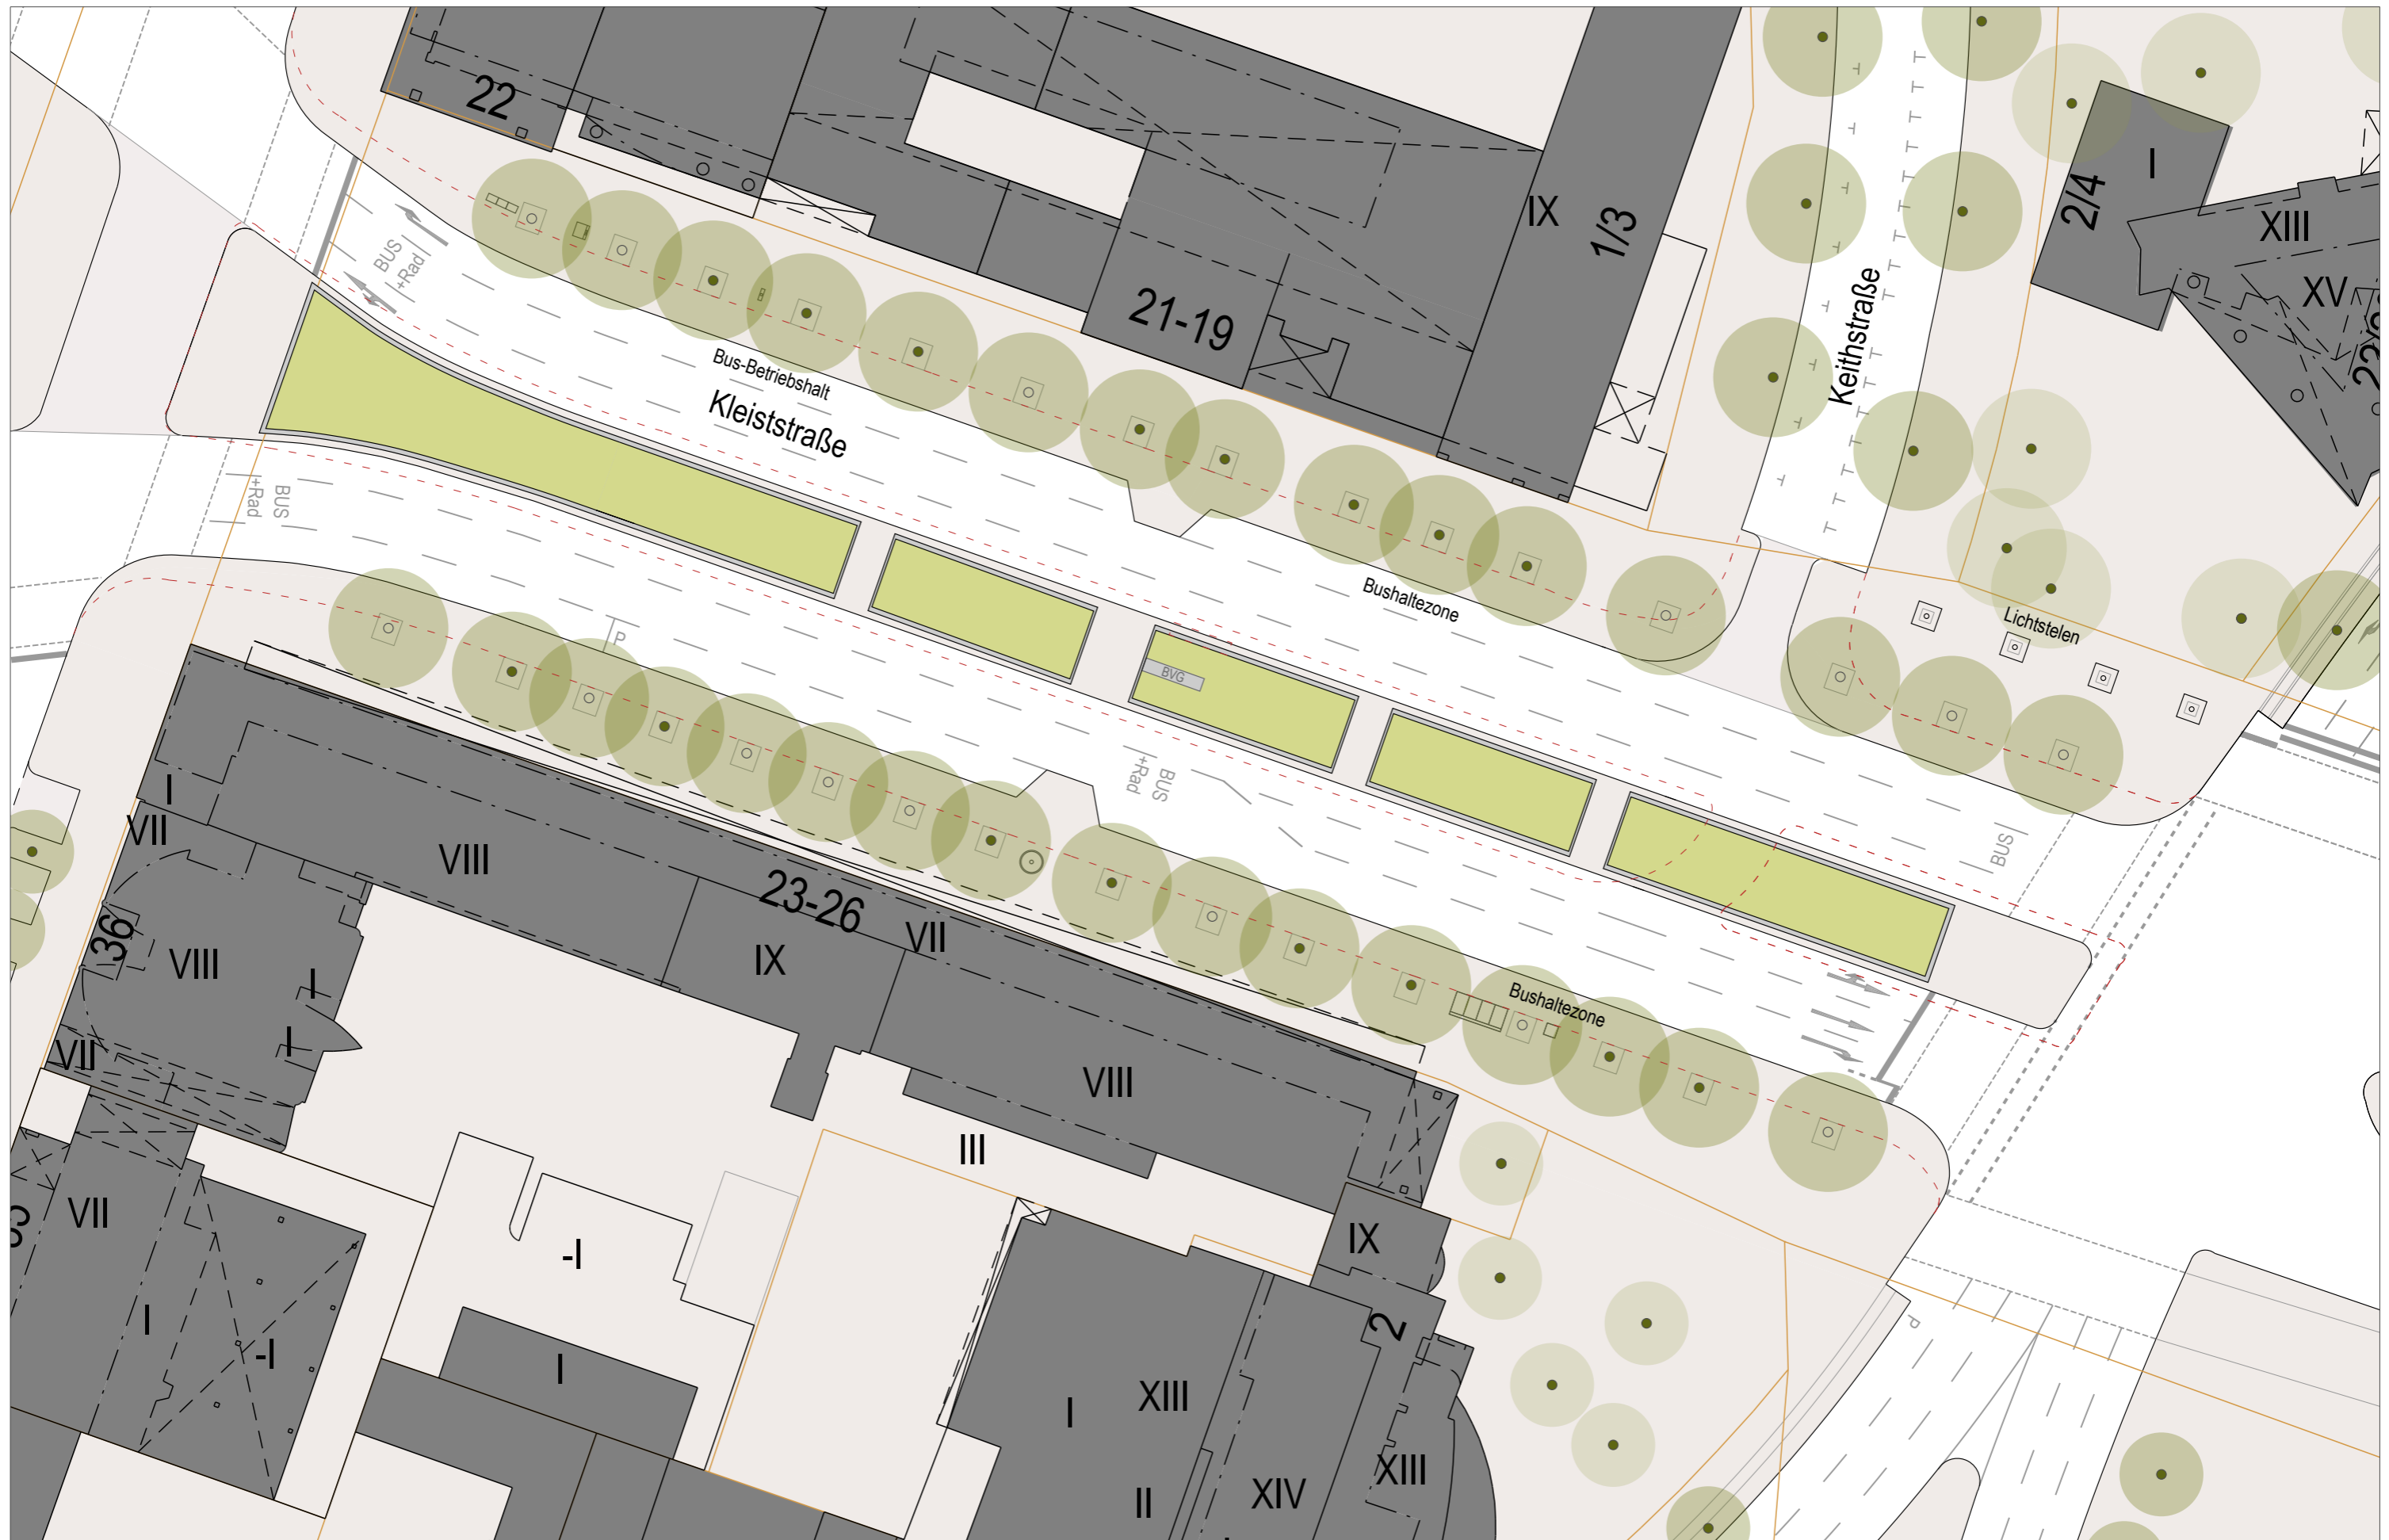 22
IX
1/3
2/4
I
XIII
XV
21-19
Keithstraße
BUS
+Rad
Bus-Betriebshalt
Kleiststraße
Bushaltezone
Lichtstelen
BUS
+Rad
P
BVG
BUS
+Rad
BUS
I
VII
VIII
23-26
VII
IX
36
VIII
I
I
VII
VIII
Bushaltezone
III
VII
-I
IX
2
I
-I
I
P
I
XIII
XIII
II
XIV